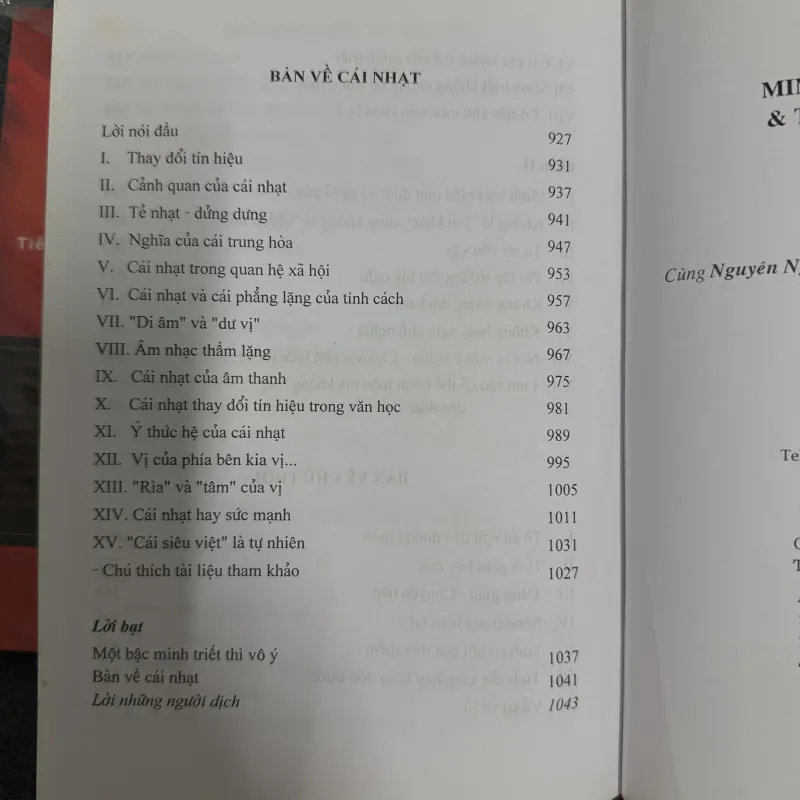 BÀN VỀ CÁI NHẠT
Lời nói đầu 927
I. Thay đổi tín hiệu 931
II. Cảnh quan của cái nhạt 937
III. Tẻ nhạt - dửng dưng 941
IV. Nghĩa của cái trung hòa 947
V. Cái nhạt trong quan hệ xã hội 953
VI. Cái nhạt và cái phẳng lặng của tính cách 957
VII. "Di âm" và "dư vị" 963
VIII. Âm nhạc thầm lặng 967
IX. Cái nhạt của âm thanh 975
X. Cái nhạt thay đổi tín hiệu trong văn học 981
XI. Ý thức hệ của cái nhạt 989
XII. Vị của phía bên kia vị... 995
XIII. "Rìa" và "tâm" của vị 1005
XIV. Cái nhạt hay sức mạnh 1011
XV. "Cái siêu việt" là tự nhiên 1031
- Chú thích tài liệu tham khảo 1027
Lời bạt
Một bậc minh triết thì vô ý 1037
Bàn về cái nhạt 1041
Lời những người dịch 1043
MIN
& T
Cùng Nguyên Ng
Te